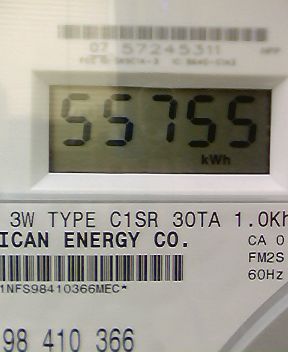 07 57245311
55755
kWh
3W TYPE C1SR 30TA 1.0Kh
ICAN ENERGY CO.
CA 0
FM2S
60Hz
1NFS98410366MEC*
98 410 366